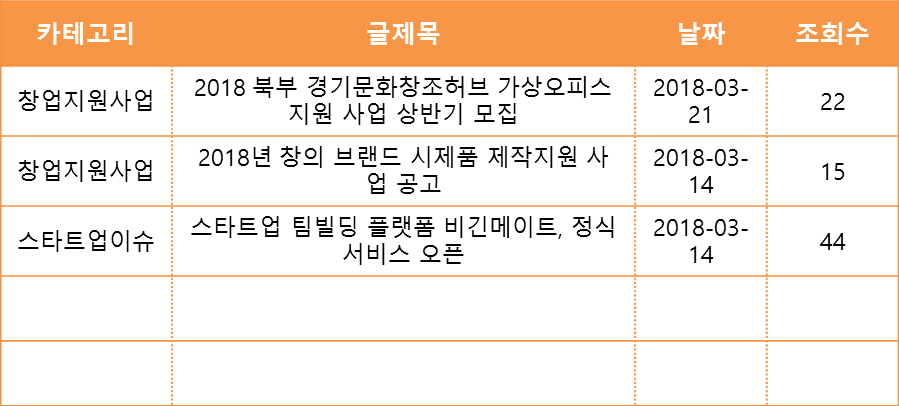 카테고리 글제목 날짜 조회수
창업지원사업 2018 북부 경기문화창조허브 가상오피스 2018-03- 22
지원 사업 상반기 모집 21
창업지원사업 2018년 창의 브랜드 시제품 제작지원 사 2018-03- 15
업 공고 14
스타트업이슈 스타트업 팀빌딩 플랫폼 비긴메이트, 정식 2018-03- 44
서비스 오픈 14